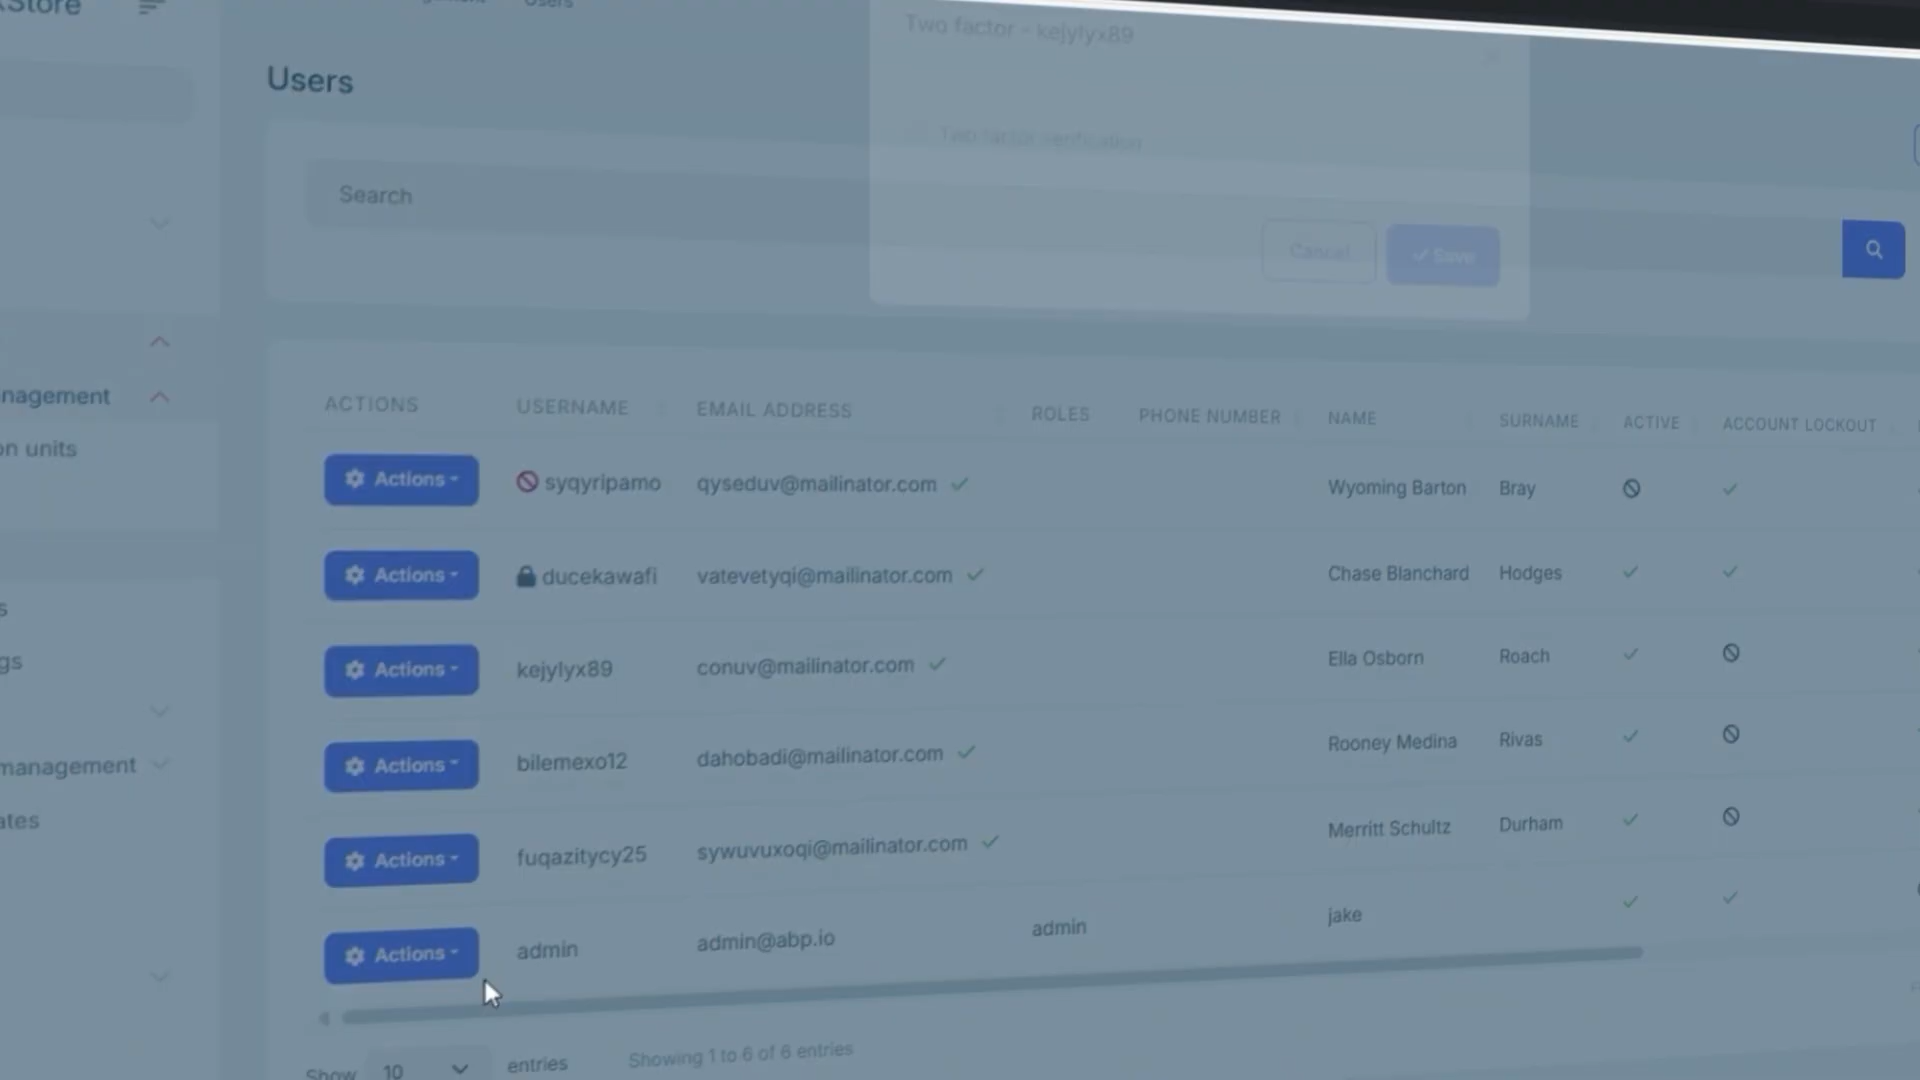 Store
Users
Two factor - kejylyx89
Users
Two factor verification
Search
Cancel
Save
nagement
on units
s
gs
management
ates
ACTIONS USERNAME EMAIL ADDRESS ROLES PHONE NUMBER NAME SURNAME ACTIVE ACCOUNT LOCKOUT
Actions syqyripamo qyseduv@mailinator.com Wyoming Barton Bray
Actions ducekawafi vatevetyqi@mailinator.com Chase Blanchard Hodges
Actions kejylyx89 conuv@mailinator.com Ella Osborn Roach
Actions bilemexo12 dahobadi@mailinator.com Rooney Medina Rivas
Actions fuqazitycy25 sywuvuxoqi@mailinator.com Merritt Schultz Durham
Actions admin admin@abp.io admin jake
Show 10 entries Showing 1 to 6 of 6 entries